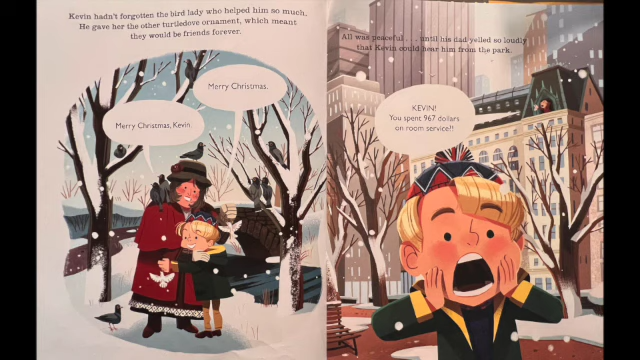 Kevin hadn't forgotten the bird lady who helped him so much.
He gave her the other turtledove ornament, which meant
they would be friends forever.
Merry Christmas.
Merry Christmas, Kevin.
All was peaceful . . . until his dad yelled so loudly
that Kevin could hear him from the park.
KEVIN!
You spent 967 dollars
on room service?!